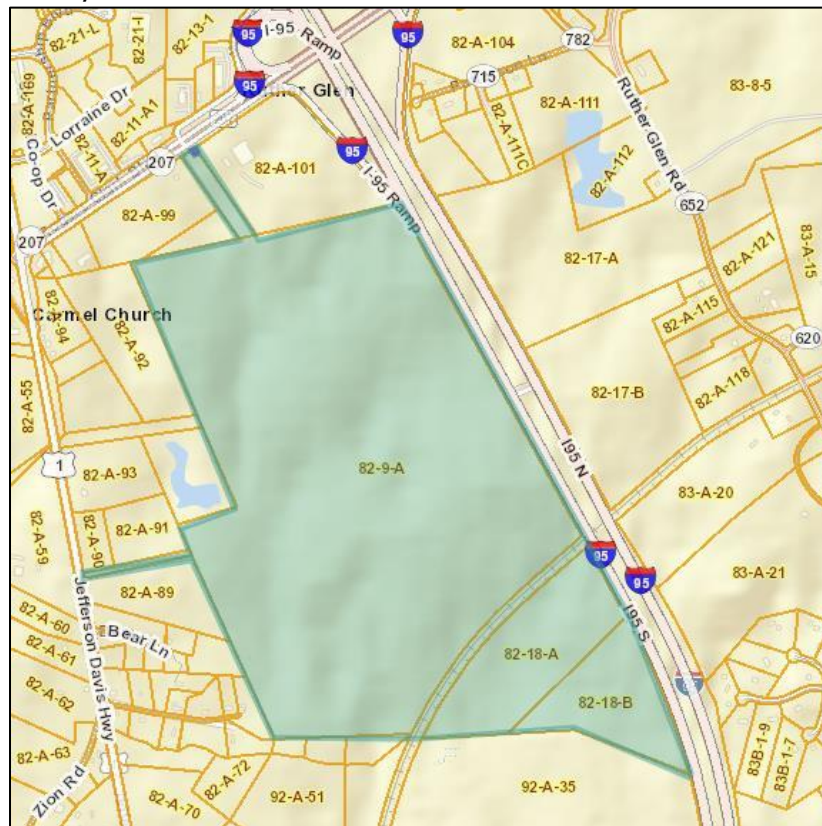 82-21-L
82-21-I
82-13-1
95
I-95 Ramp
95
82-A-104
782
95
715
83-8-5
82-A-169
Lorraine Dr
82-11-A1
82-A-111
Ruther Glen Rd
82-A-111C
82-A-112
Co-op Dr
82-11-A
207
95
82-A-101
I-95 Ramp
652
82-A-99
207
82-17-A
82-A-121
83-A-15
Carmel Church
82-A-94
82-A-92
82-A-115
620
82-A-55
82-17-B
82-A-118
1
82-A-93
82-9-A
I95 N
83-A-20
82-A-59
82-A-90
82-A-91
95
95
83-A-21
Jefferson Davis Hwy
82-A-89
I95 S
82-A-60
Bear Ln
82-A-61
82-18-A
82-A-62
82-18-B
83B-1-9
83B-1-7
82-A-63
Zion Rd
82-A-72
82-A-70
92-A-51
92-A-35